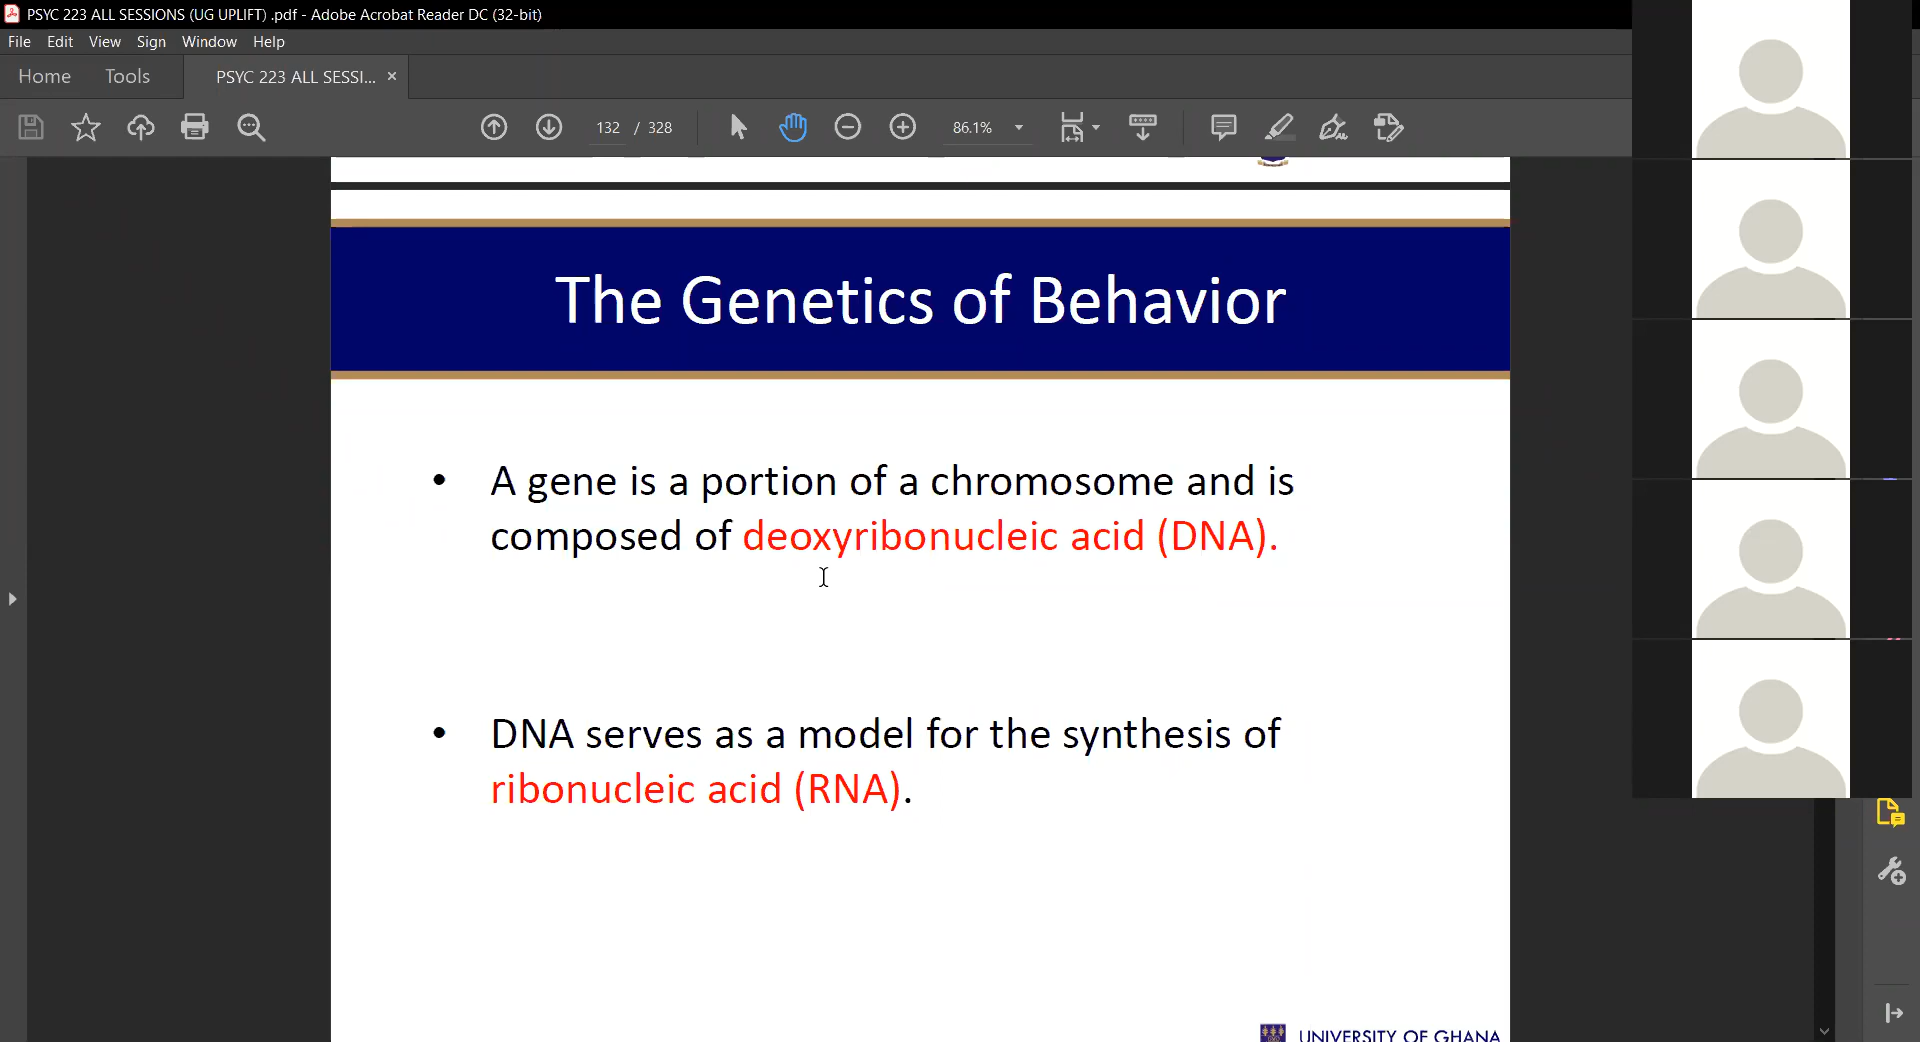 PSYC 223 ALL SESSIONS (UG UPLIFT) .pdf - Adobe Acrobat Reader DC (32-bit)
File Edit View Sign Window Help
Home Tools PSYC 223 ALL SESSI... ×
132 / 328 86.1%
The Genetics of Behavior
• A gene is a portion of a chromosome and is
composed of deoxyribonucleic acid (DNA).
• DNA serves as a model for the synthesis of
ribonucleic acid (RNA).
UNIVERSITY OF GHANA